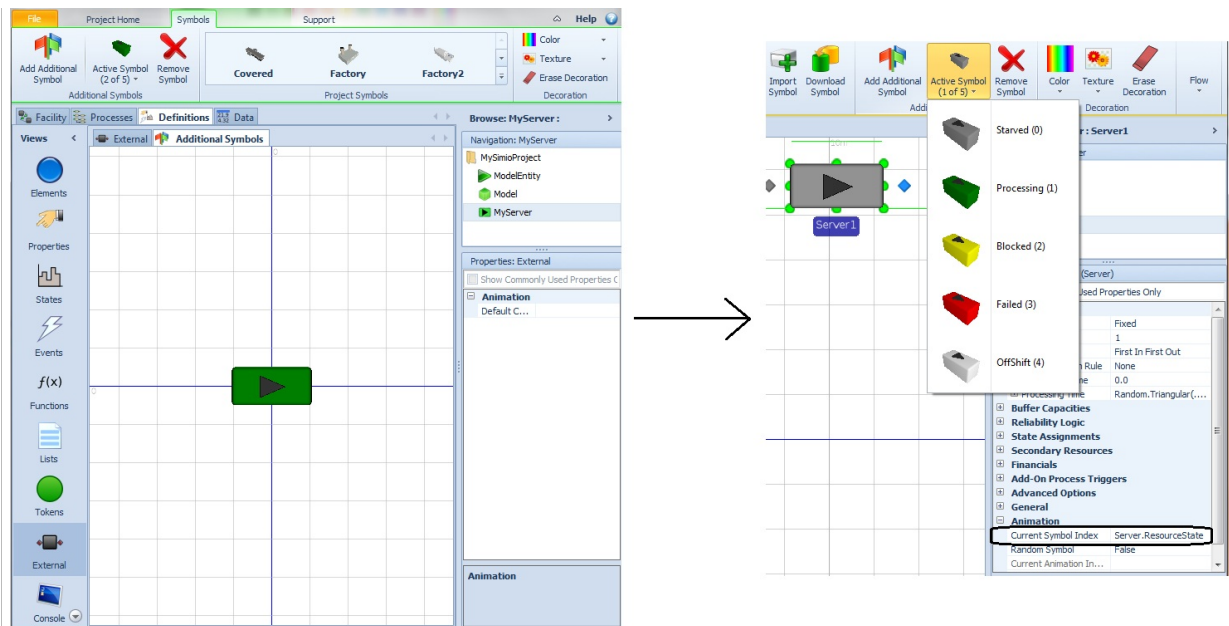 File Project Home Symbols Support Help
Add Additional Symbol
Active Symbol (2 of 5)
Remove Symbol
Covered Factory Factory2
Color
Texture
Erase Decoration
Additional Symbols Project Symbols Decoration
Facility Processes Definitions Data
Browse: MyServer :
Views
External Additional Symbols
Navigation: MyServer
MySimioProject
ModelEntity
Model
MyServer
Elements
Properties
States
Events
f(x)
Functions
Lists
Tokens
External
Console
Properties: External
Show Commonly Used Properties
Animation
Default C...
Animation
Import Symbol
Download Symbol
Add Additional Symbol
Active Symbol (1 of 5)
Remove Symbol
Color
Texture
Erase Decoration
Flow
Starved (0)
Processing (1)
Blocked (2)
Failed (3)
OffShift (4)
Server1
r : Server1
(Server)
Used Properties Only
Fixed
1
First In First Out
n Rule None
me 0.0
Processing Time Random.Triangular(....
Buffer Capacities
Reliability Logic
State Assignments
Secondary Resources
Financials
Add-On Process Triggers
Advanced Options
General
Animation
Current Symbol Index Server.ResourceState
Random Symbol False
Current Animation In...